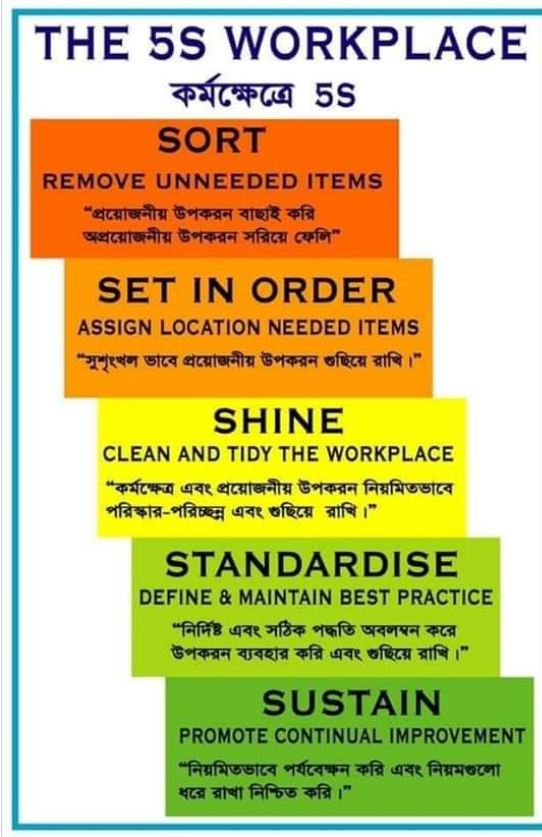 THE 5S WORKPLACE
কর্মক্ষেত্রে 5S
SORT
REMOVE UNNEEDED ITEMS
“প্রয়োজনীয় উপকরন বাছাই করি
অপ্রয়োজনীয় উপকরন সরিয়ে ফেলি”
SET IN ORDER
ASSIGN LOCATION NEEDED ITEMS
“সুশৃংখল ভাবে প্রয়োজনীয় উপকরন গুছিয়ে রাখি।”
SHINE
CLEAN AND TIDY THE WORKPLACE
“কর্মক্ষেত্র এবং প্রয়োজনীয় উপকরন নিয়মিতভাবে
পরিস্কার-পরিচ্ছন্ন এবং গুছিয়ে রাখি।”
STANDARDISE
DEFINE & MAINTAIN BEST PRACTICE
“নির্দিষ্ট এবং সঠিক পদ্ধতি অবলম্বন করে
উপকরন ব্যবহার করি এবং গুছিয়ে রাখি।”
SUSTAIN
PROMOTE CONTINUAL IMPROVEMENT
“নিয়মিতভাবে পর্যবেক্ষন করি এবং নিয়মগুলো
ধরে রাখা নিশ্চিত করি।”